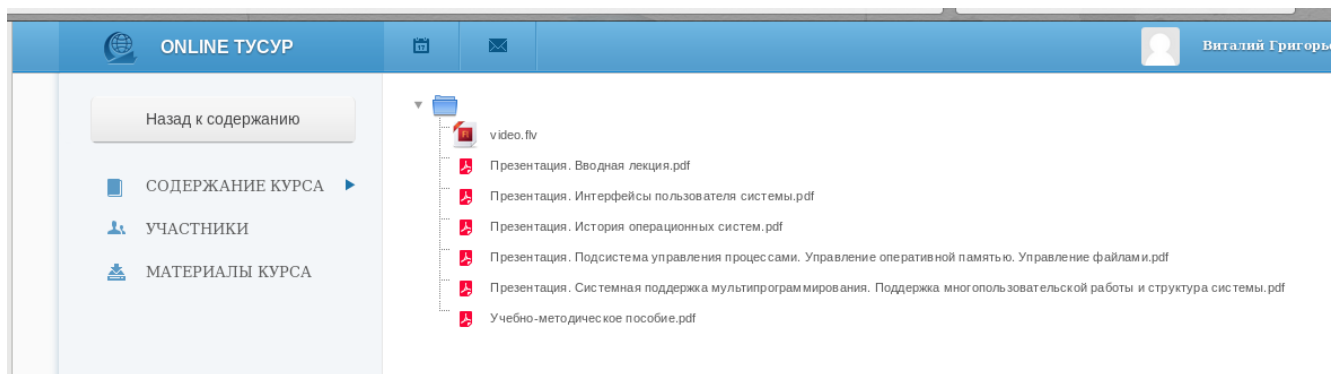 ONLINE ТУСУР
17
Виталий Григорь
Назад к содержанию
СОДЕРЖАНИЕ КУРСА
УЧАСТНИКИ
МАТЕРИАЛЫ КУРСА
video.flv
Презентация. Вводная лекция.pdf
Презентация. Интерфейсы пользователя системы.pdf
Презентация. История операционных систем.pdf
Презентация. Подсистема управления процессами. Управление оперативной памятью. Управление файлами.pdf
Презентация. Системная поддержка мультипрограммирования. Поддержка многопользовательской работы и структура системы.pdf
Учебно-методическое пособие.pdf